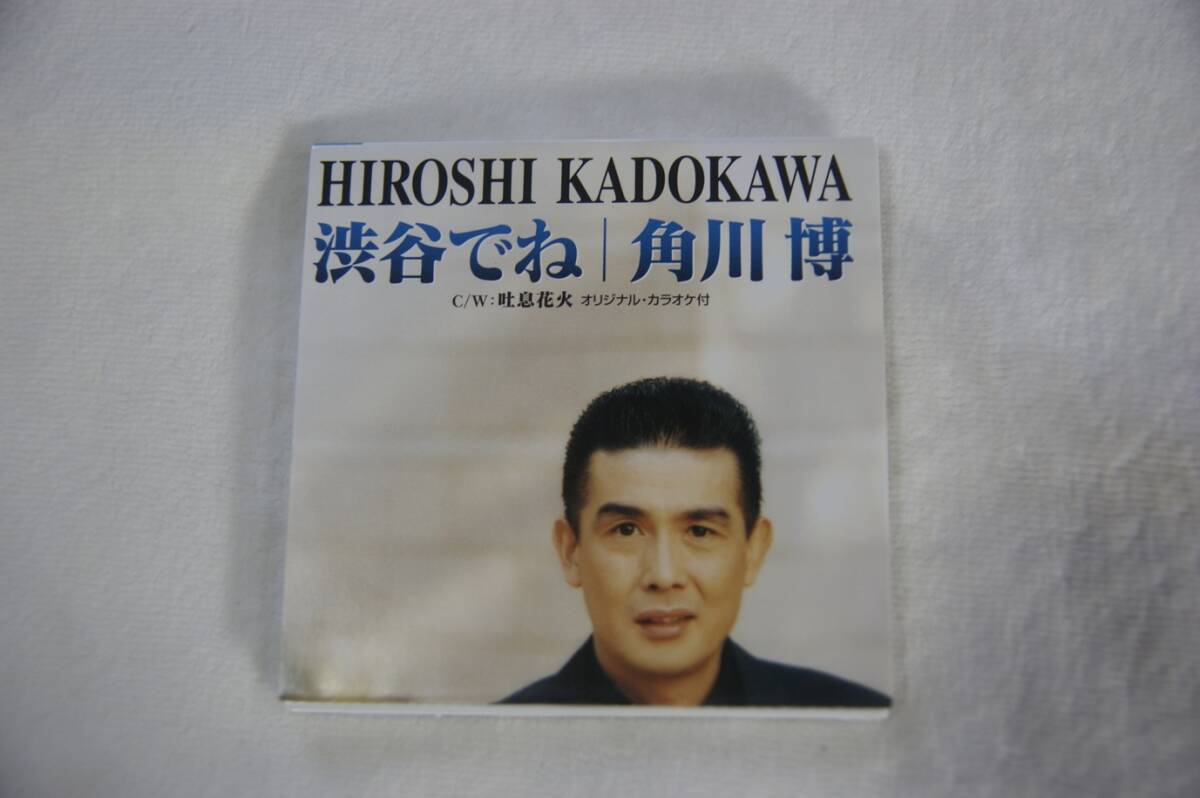 HIROSHI KADOKAWA
渋谷でね|角川 博
C/W:吐息花火 オリジナル・カラオケ付